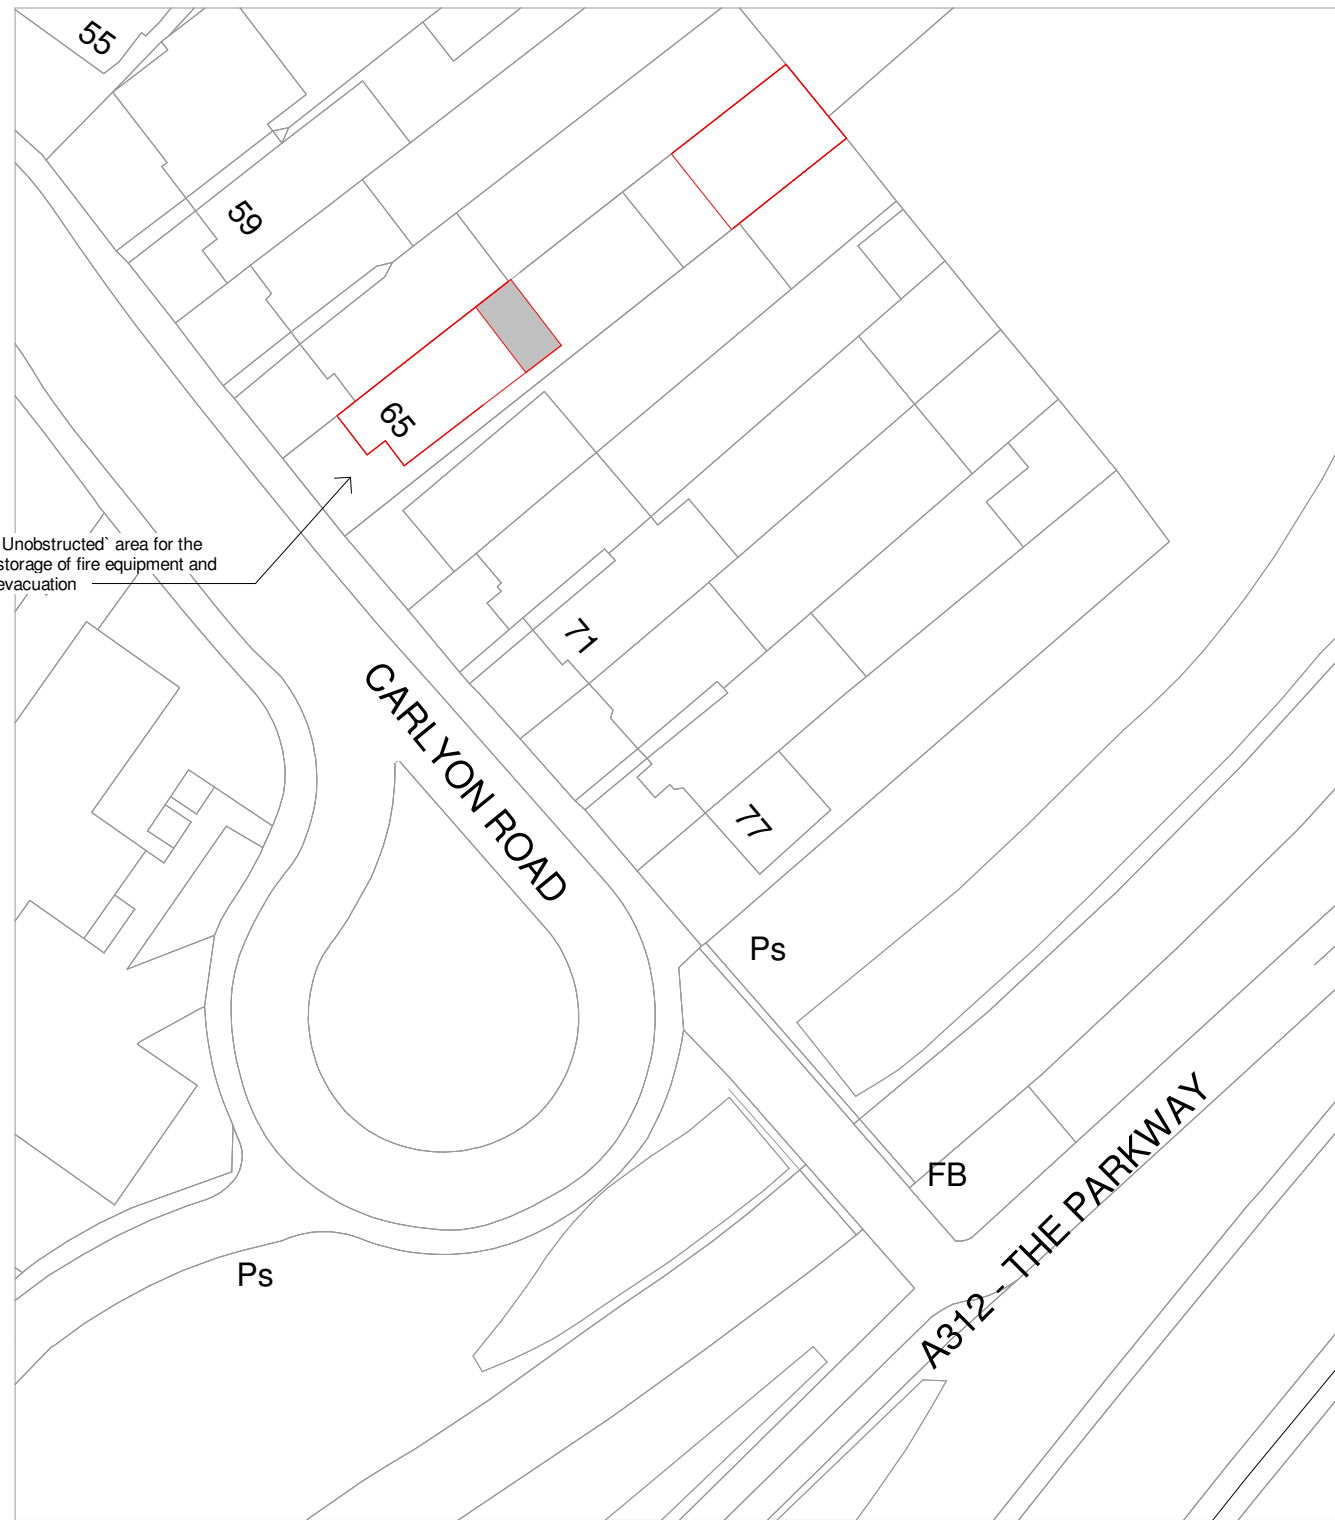 55
59
65
Unobstructed` area for the
storage of fire equipment and
evacuation
71
CARLYON ROAD
77
Ps
FB
A312 - THE PARKWAY
Ps